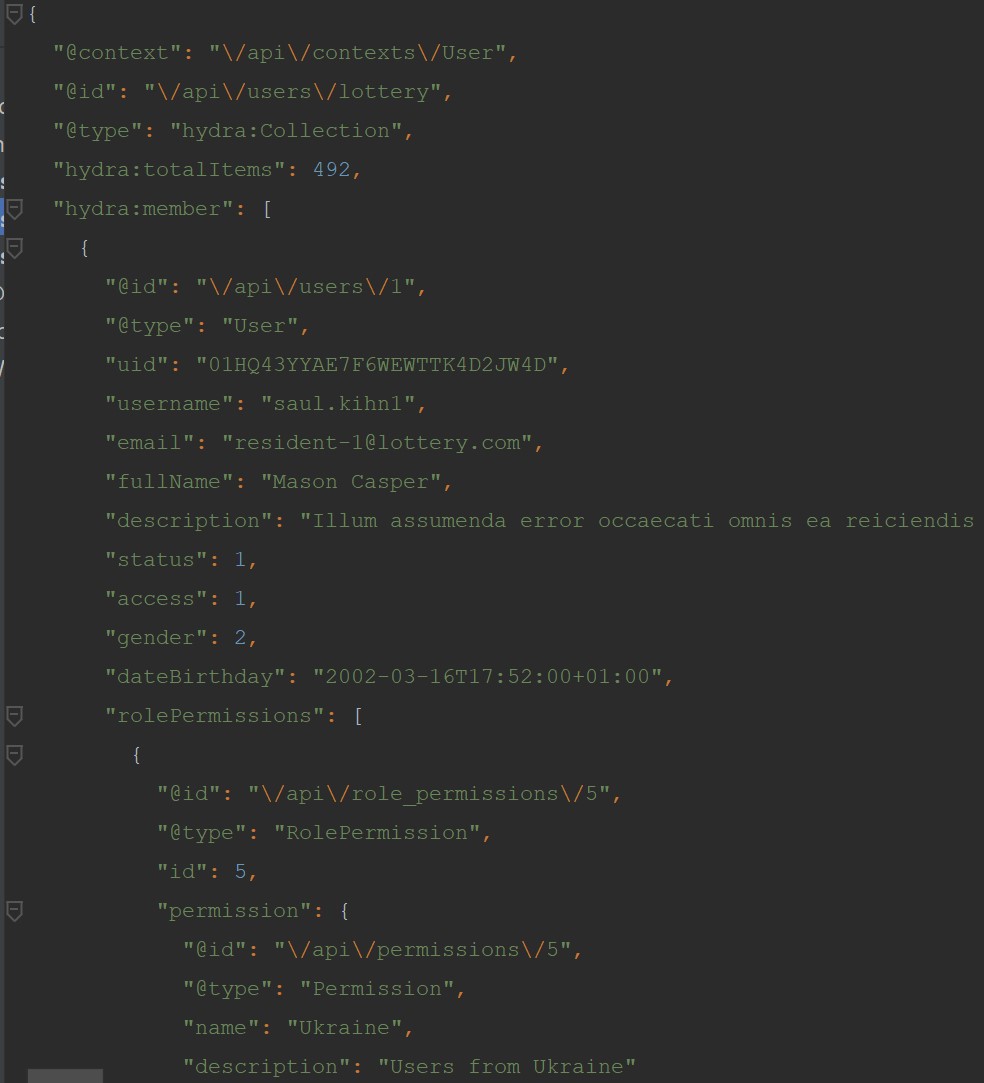 {
"@context": "\/api\/contexts\/User",
"@id": "\/api\/users\/lottery",
"@type": "hydra:Collection",
"hydra:totalItems": 492,
"hydra:member": [
{
"@id": "\/api\/users\/1",
"@type": "User",
"uid": "01HQ43YYAE7F6WEWTTK4D2JW4D",
"username": "saul.kihn1",
"email": "resident-1@lottery.com",
"fullName": "Mason Casper",
"description": "Illum assumenda error occaecati omnis ea reiciendis
"status": 1,
"access": 1,
"gender": 2,
"dateBirthday": "2002-03-16T17:52:00+01:00",
"rolePermissions": [
{
"@id": "\/api\/role_permissions\/5",
"@type": "RolePermission",
"id": 5,
"permission": {
"@id": "\/api\/permissions\/5",
"@type": "Permission",
"name": "Ukraine",
"description": "Users from Ukraine"